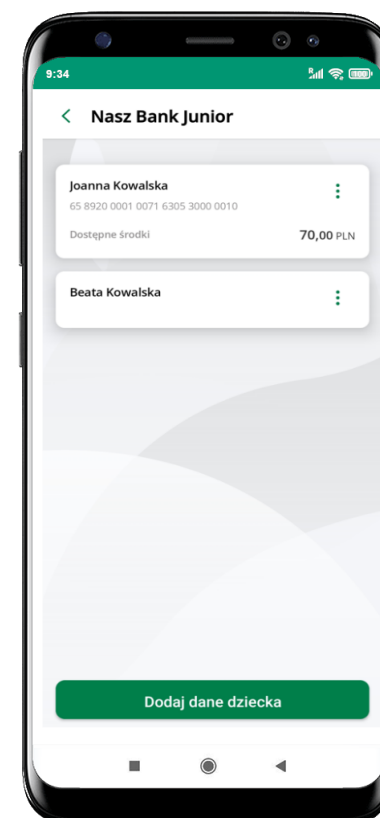 9:34
Nasz Bank Junior
Joanna Kowalska
65 8920 0001 0071 6305 3000 0010
Dostępne środki 70,00 PLN
Beata Kowalska
Dodaj dane dziecka